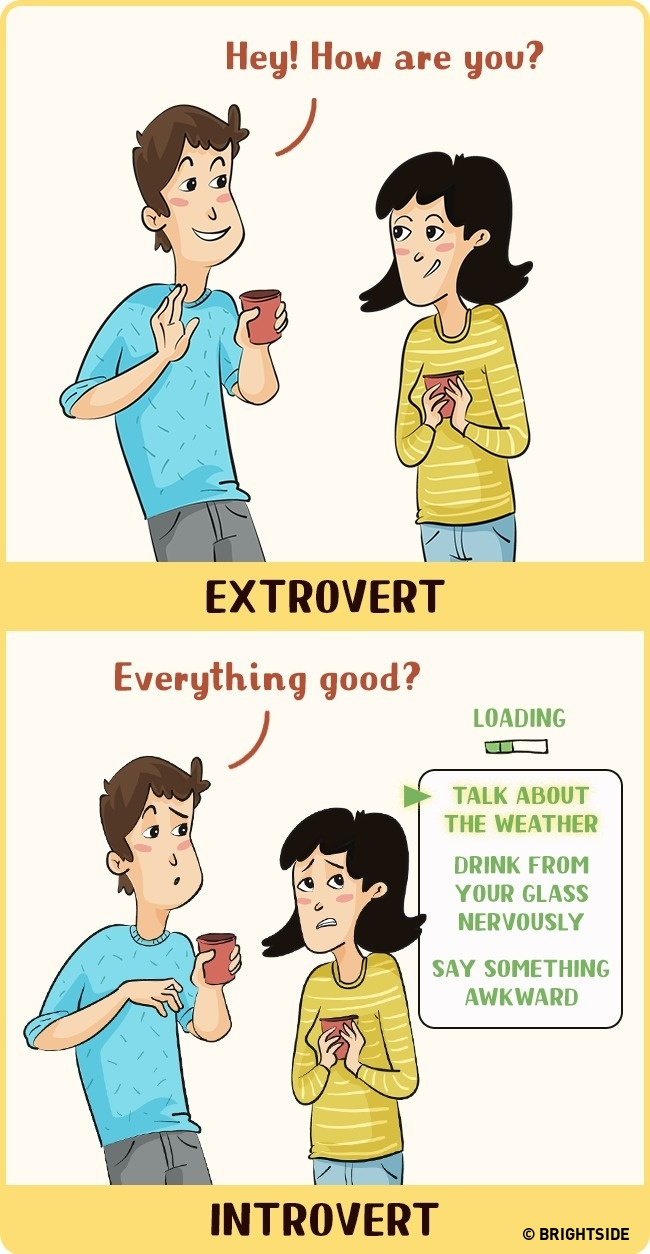 Hey! How are you?
EXTROVERT
Everything good?
LOADING
TALK ABOUT
THE WEATHER
DRINK FROM
YOUR GLASS
NERVOUSLY
SAY SOMETHING
AWKWARD
INTROVERT
© BRIGHTSIDE